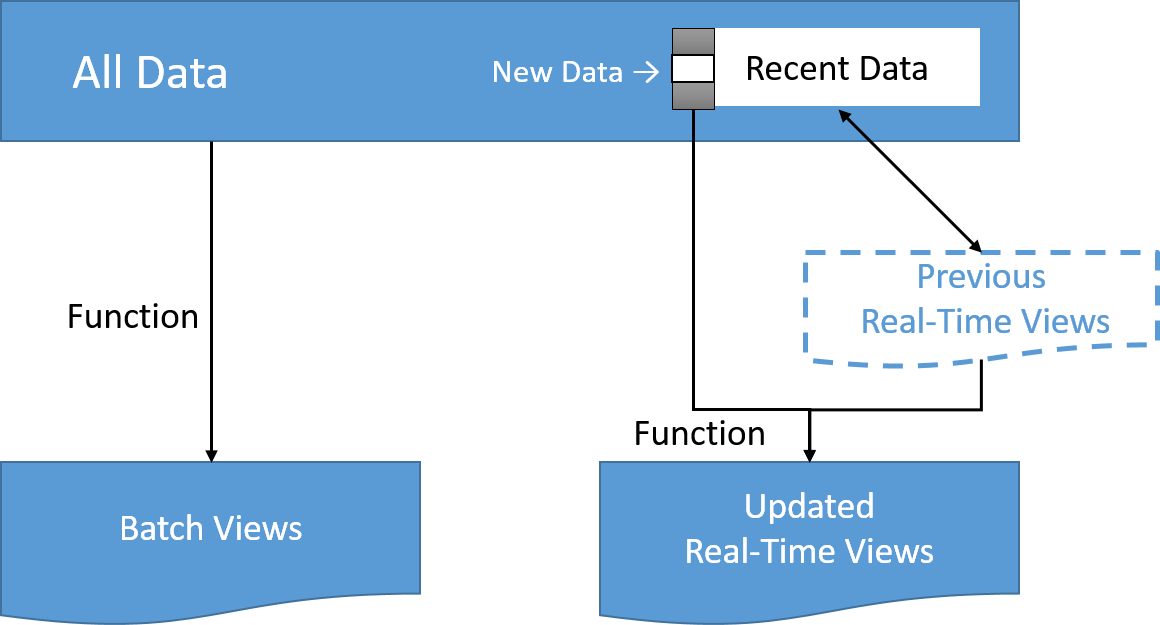 All Data
New Data →
Recent Data
Previous
Real-Time Views
Function
Function
Batch Views
Updated
Real-Time Views